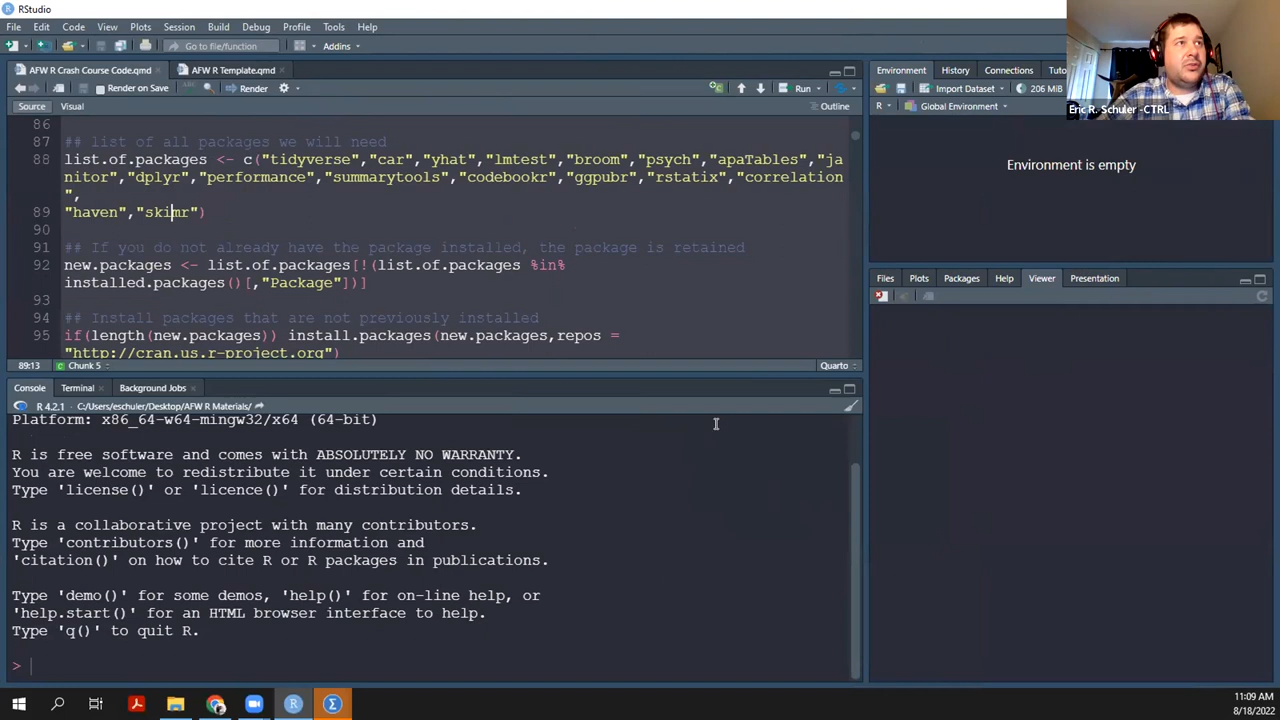 RStudio
File Edit Code View Plots Session Build Debug Profile Tools Help
Go to file/function Addins
AFW R Crash Course Code.qmd AFW R Template.qmd
Render on Save Render Run
Source Visual Outline
86
87 ## list of all packages we will need
88 list.of.packages <- c("tidyverse","car","yhat","lmtest","broom","psych","apaTables","ja
nitor","dplyr","performance","summarytools","codebookr","ggpubr","rstatix","correlation
",
89 "haven","skimr")
90
91 ## If you do not already have the package installed, the package is retained
92 new.packages <- list.of.packages[!(list.of.packages %in%
installed.packages()[,"Package"])]
93
94 ## Install packages that are not previously installed
95 if(length(new.packages)) install.packages(new.packages,repos =
"http://cran.us.r-project.org")
89:13 Chunk 5 Quarto
Console Terminal Background Jobs
R 4.2.1 · C:/Users/eschuler/Desktop/AFW R Materials/
Platform: x86_64-w64-mingw32/x64 (64-bit)
R is free software and comes with ABSOLUTELY NO WARRANTY.
You are welcome to redistribute it under certain conditions.
Type 'license()' or 'licence()' for distribution details.
R is a collaborative project with many contributors.
Type 'contributors()' for more information and
'citation()' on how to cite R or R packages in publications.
Type 'demo()' for some demos, 'help()' for on-line help, or
'help.start()' for an HTML browser interface to help.
Type 'q()' to quit R.
>
Environment History Connections Tuto
Import Dataset 206 MiB
R Global Environment
Eric R. Schuler -CTRL
Environment is empty
Files Plots Packages Help Viewer Presentation
11:09 AM
8/18/2022